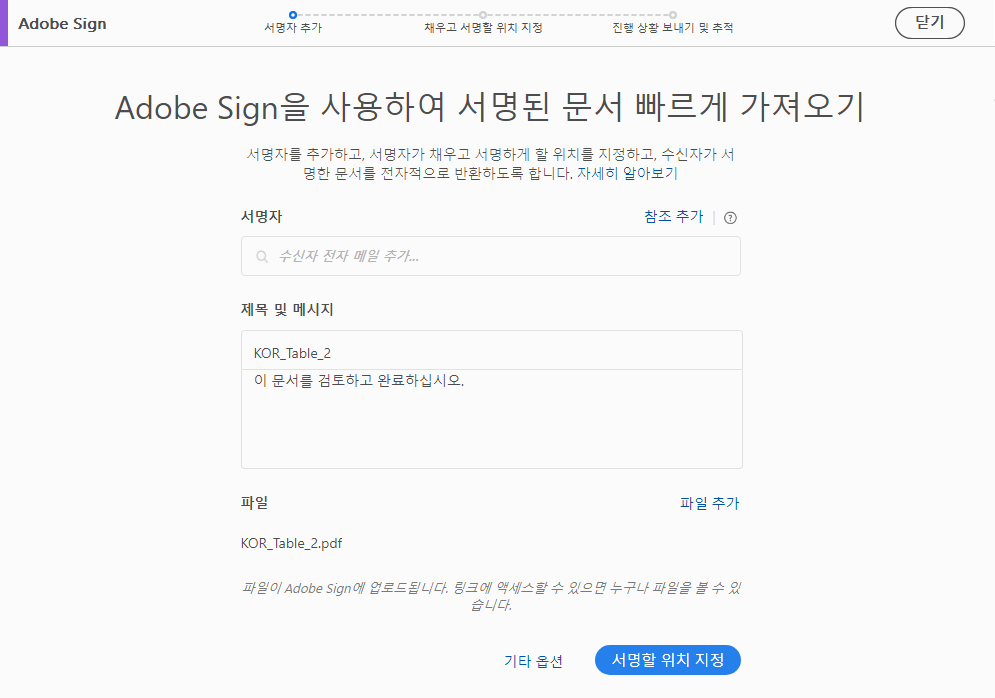 Adobe Sign
서명자 추가
채우고 서명할 위치 지정
진행 상황 보내기 및 추적
닫기
Adobe Sign을 사용하여 서명된 문서 빠르게 가져오기
서명자를 추가하고, 서명자가 채우고 서명하게 할 위치를 지정하고, 수신자가 서
명한 문서를 전자적으로 반환하도록 합니다. 자세히 알아보기
서명자
참조 추가
?
수신자 전자 메일 추가...
제목 및 메시지
KOR_Table_2
이 문서를 검토하고 완료하십시오.
파일
파일 추가
KOR_Table_2.pdf
파일이 Adobe Sign에 업로드됩니다. 링크에 액세스할 수 있으면 누구나 파일을 볼 수 있
습니다.
기타 옵션
서명할 위치 지정